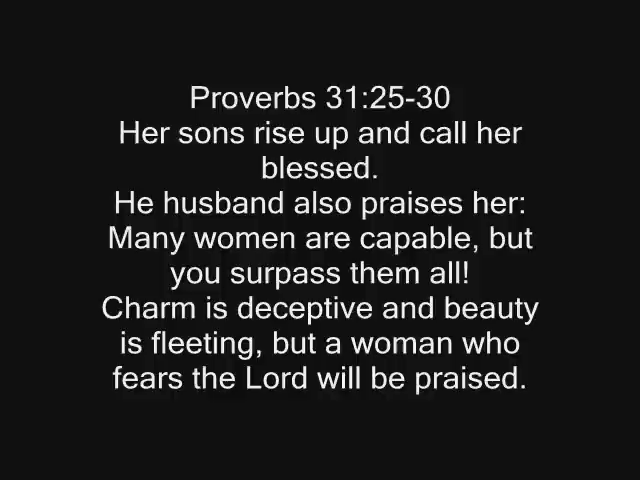 Proverbs 31:25-30
Her sons rise up and call her
blessed.
He husband also praises her:
Many women are capable, but
you surpass them all!
Charm is deceptive and beauty
is fleeting, but a woman who
fears the Lord will be praised.